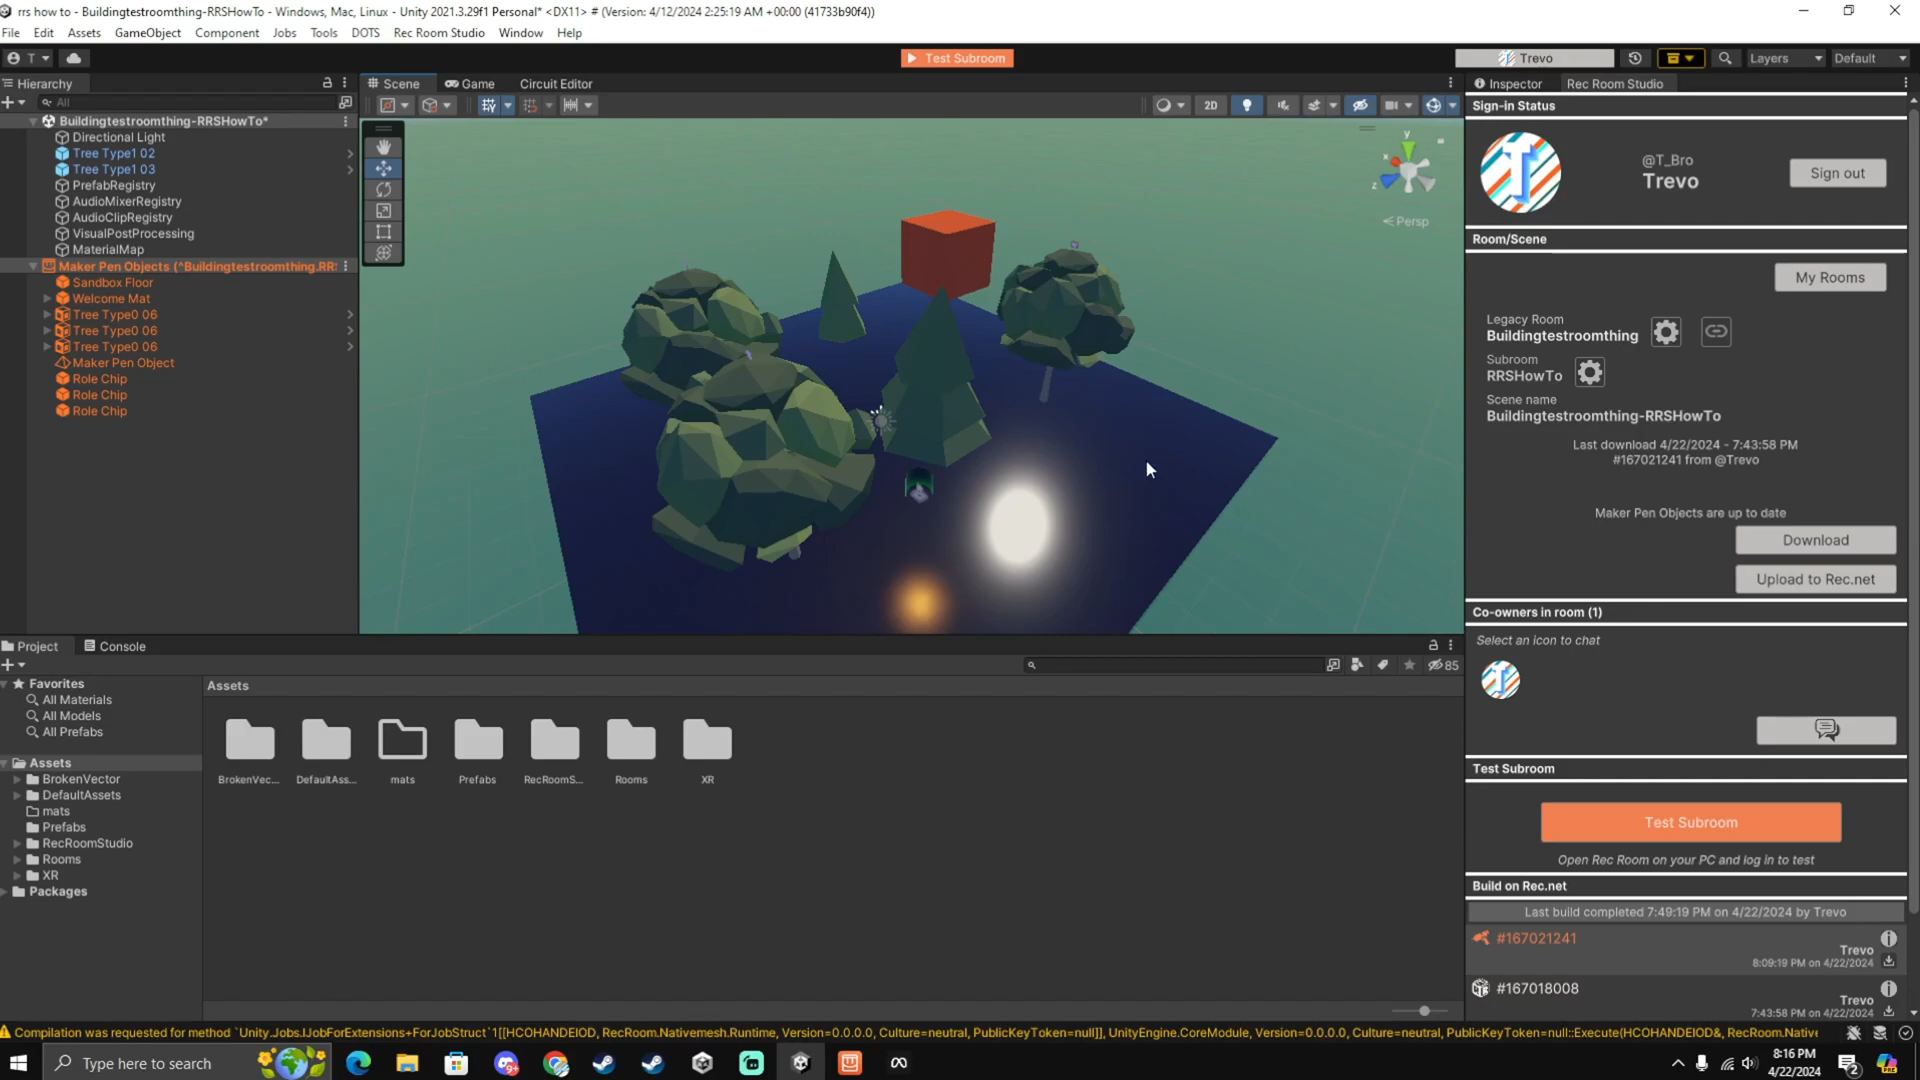 rrs how to - Buildingtestroomthing-RRSHowTo - Windows, Mac, Linux - Unity 2021.3.29f1 Personal* <DX11> # (Version: 4/12/2024 2:25:19 AM +00:00 (41733b90f4))
File Edit Assets GameObject Component Jobs Tools DOTS Rec Room Studio Window Help
T Test Subroom Trevo Layers Default
Hierarchy Scene Game Circuit Editor Inspector Rec Room Studio
All 2D
Buildingtestroomthing-RRSHowTo*
Directional Light
Tree Type1 02
Tree Type1 03
PrefabRegistry
AudioMixerRegistry
AudioClipRegistry
VisualPostProcessing
MaterialMap
Maker Pen Objects (^Buildingtestroomthing.RR
Sandbox Floor
Welcome Mat
Tree Type0 06
Tree Type0 06
Tree Type0 06
Maker Pen Object
Role Chip
Role Chip
Role Chip
y
x
z
Persp
Sign-in Status
@T_Bro
Trevo
Sign out
Room/Scene
My Rooms
Legacy Room
Buildingtestroomthing
Subroom
RRSHowTo
Scene name
Buildingtestroomthing-RRSHowTo
Last download 4/22/2024 - 7:43:58 PM
#167021241 from @Trevo
Maker Pen Objects are up to date
Download
Upload to Rec.net
Co-owners in room (1)
Select an icon to chat
Test Subroom
Test Subroom
Open Rec Room on your PC and log in to test
Build on Rec.net
Last build completed 7:49:19 PM on 4/22/2024 by Trevo
#167021241
Trevo
8:09:19 PM on 4/22/2024
#167018008
Trevo
7:43:58 PM on 4/22/2024
Project Console
85
Favorites
All Materials
All Models
All Prefabs
Assets
BrokenVector
DefaultAssets
mats
Prefabs
RecRoomStudio
Rooms
XR
Packages
Assets
BrokenVec... DefaultAss... mats Prefabs RecRoomS... Rooms XR
Compilation was requested for method `Unity.Jobs.IJobForExtensions+ForJobStruct`1[[HCOHANDEIOD, RecRoom.Nativemesh.Runtime, Version=0.0.0.0, Culture=neutral, PublicKeyToken=null]], UnityEngine.CoreModule, Version=0.0.0.0, Culture=neutral, PublicKeyToken=null::Execute(HCOHANDEIOD&, RecRoom.Native
Type here to search
9+
8:16 PM
4/22/2024
2
PRE